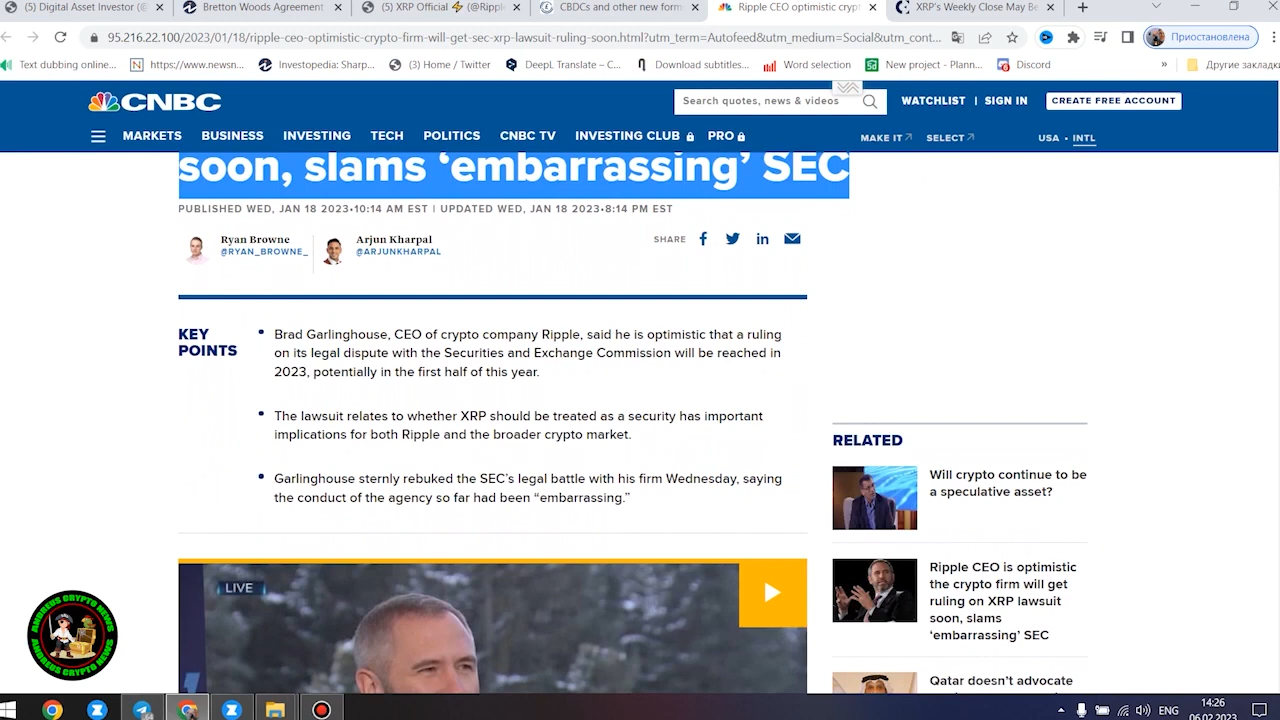 (5) Digital Asset Investor (@
Bretton Woods Agreement
(5) XRP Official ⚡ (@Rippl
CBDCs and other new form
Ripple CEO optimistic crypt
XRP's Weekly Close May Be
95.216.22.100/2023/01/18/ripple-ceo-optimistic-crypto-firm-will-get-sec-xrp-lawsuit-ruling-soon.html?utm_term=Autofeed&utm_medium=Social&utm_cont...
Приостановлена
Text dubbing online...
https://www.newsn...
Investopedia: Sharp...
(3) Home / Twitter
DeepL Translate – C...
Download subtitles...
Word selection
New project - Plann...
Discord
»
Другие закладки
CNBC
Search quotes, news & videos
WATCHLIST | SIGN IN
CREATE FREE ACCOUNT
MARKETS
BUSINESS
INVESTING
TECH
POLITICS
CNBC TV
INVESTING CLUB
PRO
MAKE IT
SELECT
USA • INTL
soon, slams ‘embarrassing’ SEC
PUBLISHED WED, JAN 18 2023•10:14 AM EST | UPDATED WED, JAN 18 2023•8:14 PM EST
Ryan Browne
@RYAN_BROWNE_
Arjun Kharpal
@ARJUNKHARPAL
SHARE
KEY
POINTS
Brad Garlinghouse, CEO of crypto company Ripple, said he is optimistic that a ruling
on its legal dispute with the Securities and Exchange Commission will be reached in
2023, potentially in the first half of this year.
The lawsuit relates to whether XRP should be treated as a security has important
implications for both Ripple and the broader crypto market.
Garlinghouse sternly rebuked the SEC’s legal battle with his firm Wednesday, saying
the conduct of the agency so far had been “embarrassing.”
LIVE
RELATED
Will crypto continue to be
a speculative asset?
Ripple CEO is optimistic
the crypto firm will get
ruling on XRP lawsuit
soon, slams
‘embarrassing’ SEC
Qatar doesn’t advocate
ANDREUS CRYPTO NEWS
ANDREUS CRYPTO NEWS
ENG
14:26
06.02.2023